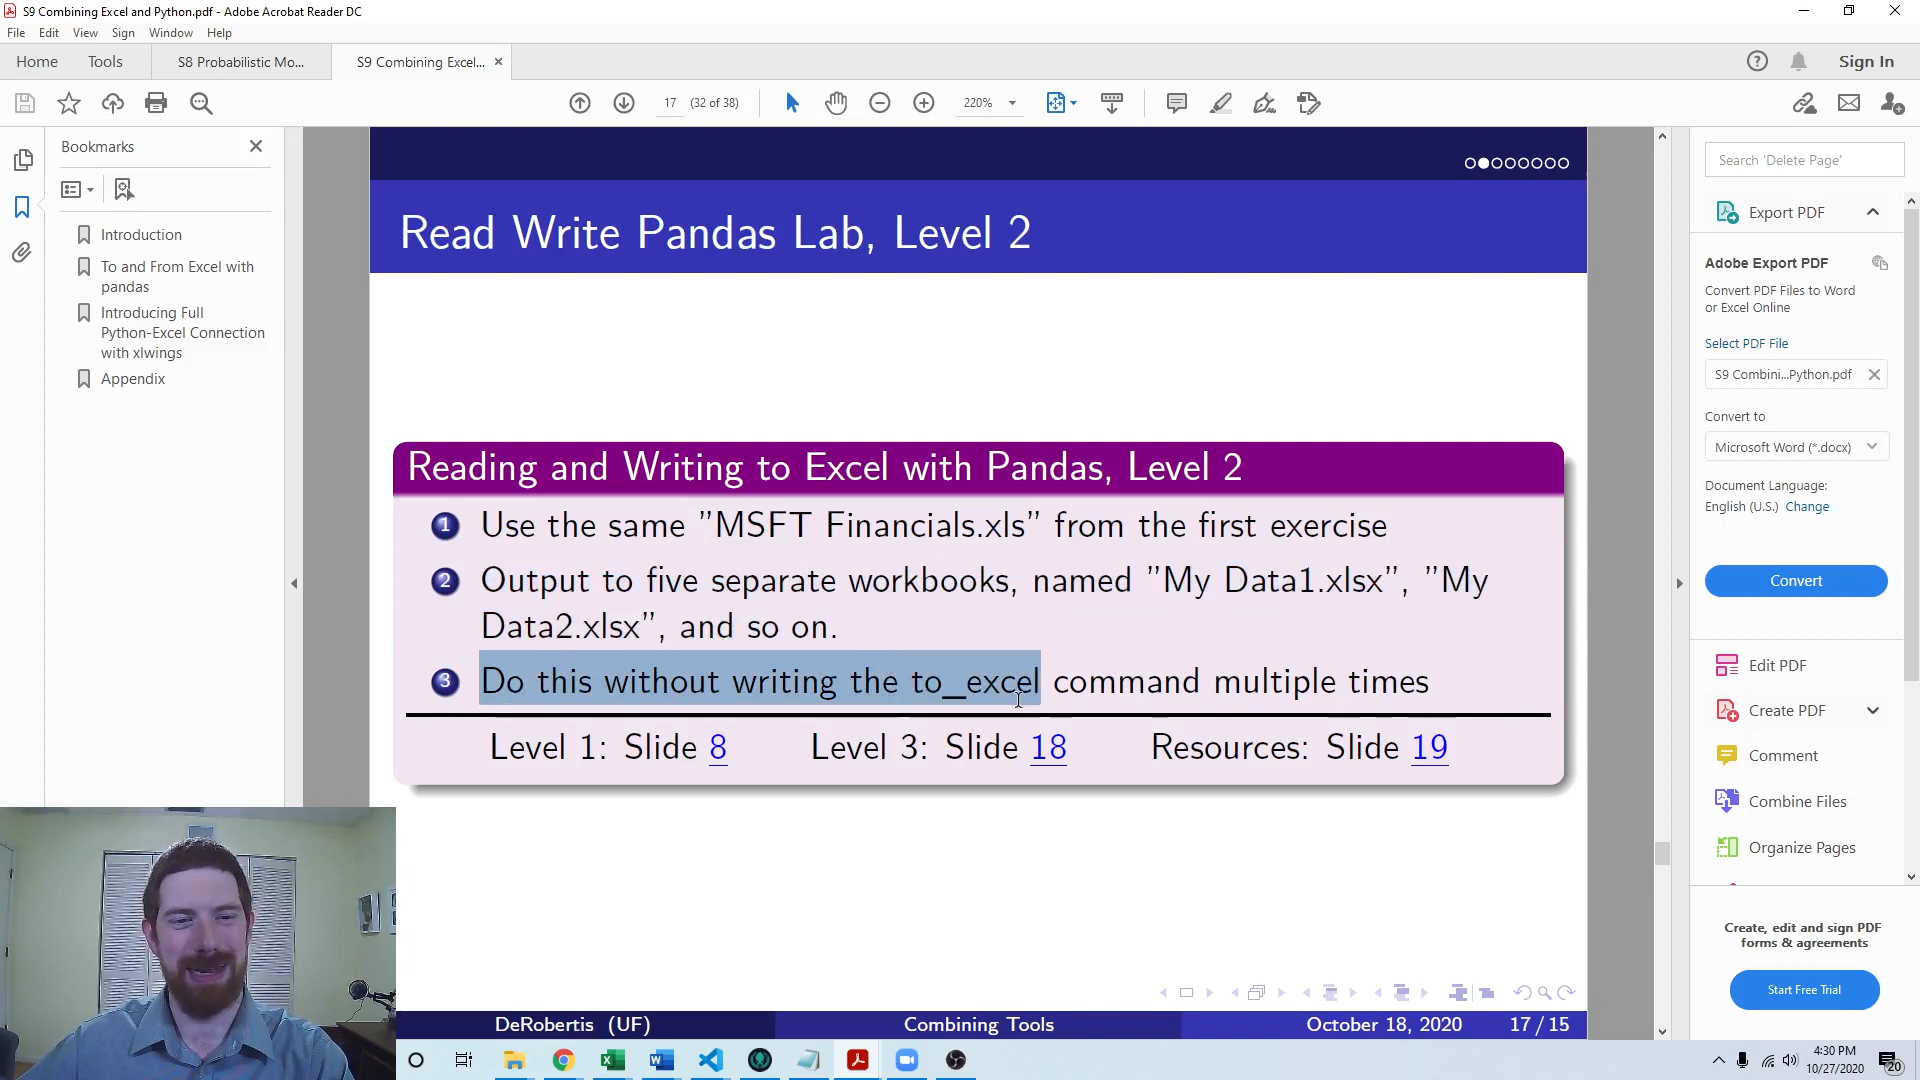 S9 Combining Excel and Python.pdf - Adobe Acrobat Reader DC
File Edit View Sign Window Help
Home Tools S8 Probabilistic Mo... S9 Combining Excel... Sign In
17 (32 of 38) 220%
Bookmarks
Introduction
To and From Excel with
pandas
Introducing Full
Python-Excel Connection
with xlwings
Appendix
Read Write Pandas Lab, Level 2
Reading and Writing to Excel with Pandas, Level 2
1 Use the same "MSFT Financials.xls" from the first exercise
2 Output to five separate workbooks, named "My Data1.xlsx", "My
Data2.xlsx", and so on.
3 Do this without writing the to_excel command multiple times
Level 1: Slide 8 Level 3: Slide 18 Resources: Slide 19
DeRobertis (UF) Combining Tools October 18, 2020 17/15
Search 'Delete Page'
Export PDF
Adobe Export PDF
Convert PDF Files to Word
or Excel Online
Select PDF File
S9 Combini...Python.pdf
Convert to
Microsoft Word (*.docx)
Document Language:
English (U.S.) Change
Convert
Edit PDF
Create PDF
Comment
Combine Files
Organize Pages
Create, edit and sign PDF
forms & agreements
Start Free Trial
4:30 PM
10/27/2020
20